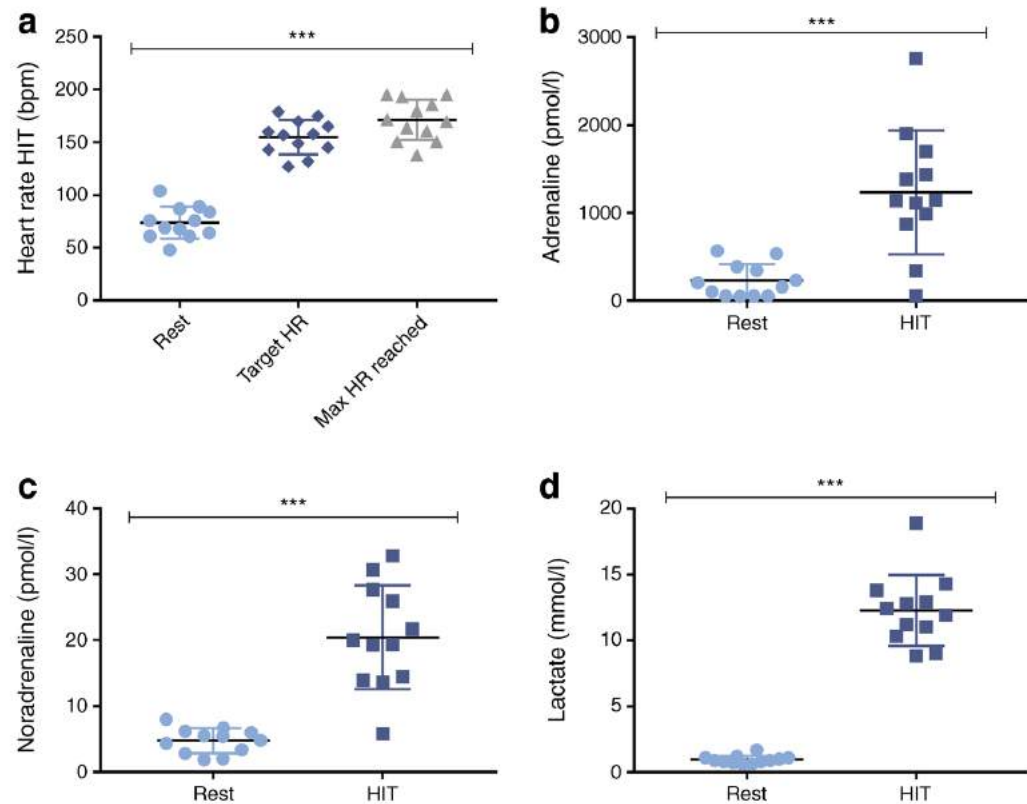 a
***
Heart rate HIT (bpm)
250
200
150
100
50
0
Rest
Target HR
Max HR reached
b
***
Adrenaline (pmol/l)
3000
2000
1000
0
Rest
HIT
c
***
Noradrenaline (pmol/l)
40
30
20
10
0
Rest
HIT
d
***
Lactate (mmol/l)
20
15
10
5
0
Rest
HIT